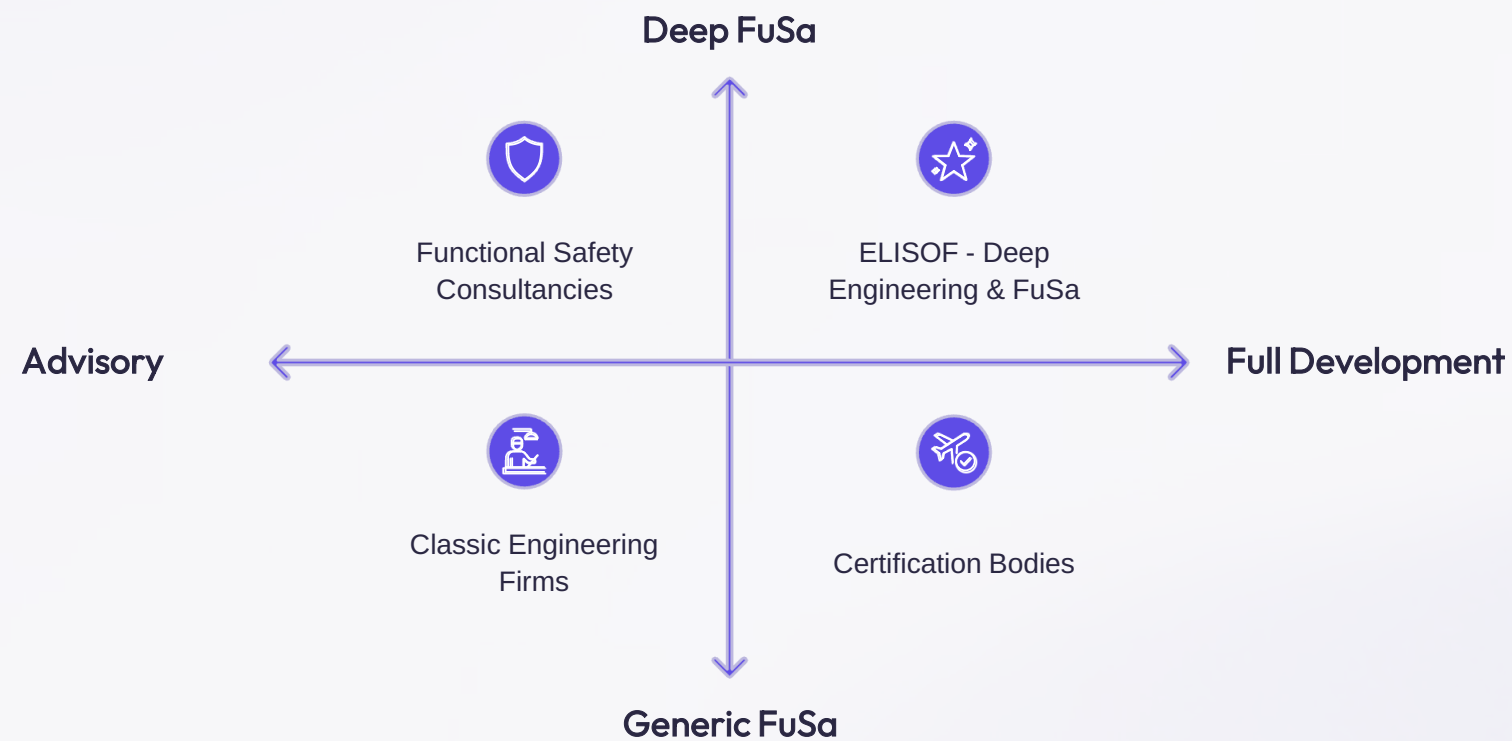 Deep FuSa
Functional Safety
Consultancies
ELISOF - Deep
Engineering & FuSa
Advisory
Full Development
Classic Engineering
Firms
Certification Bodies
Generic FuSa